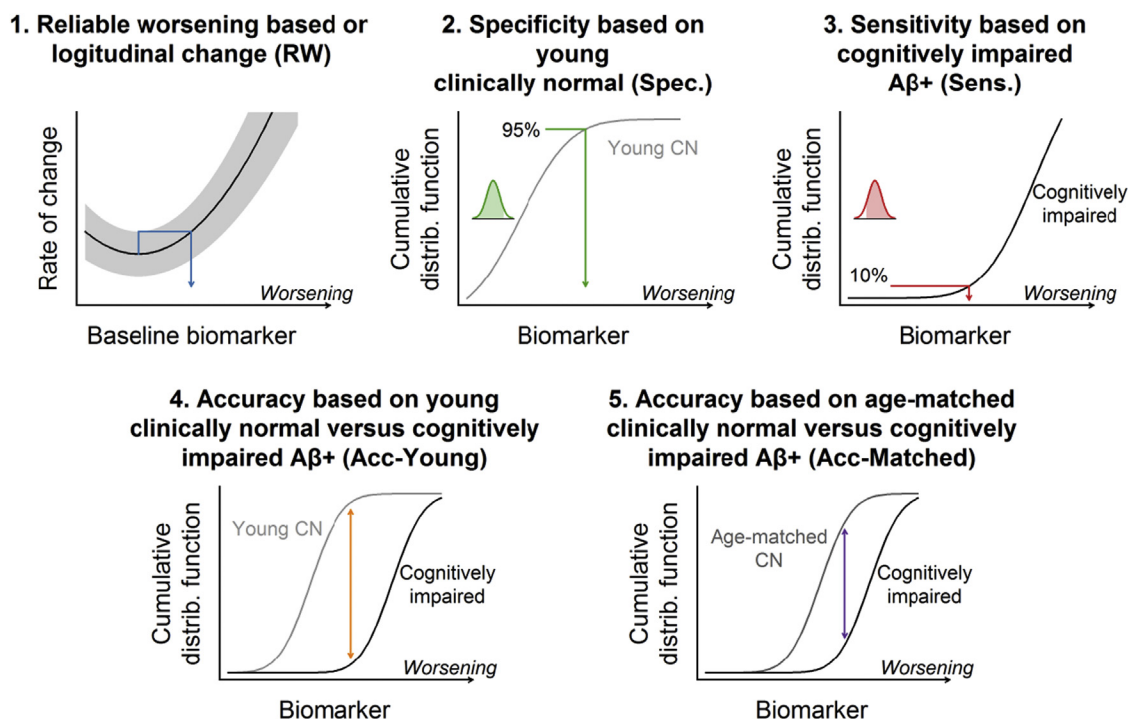 1. Reliable worsening based or
logitudinal change (RW)
Rate of change
Worsening
Baseline biomarker
2. Specificity based on
young
clinically normal (Spec.)
Cumulative
distrib. function
95%
Young CN
Worsening
Biomarker
3. Sensitivity based on
cognitively impaired
Aβ+ (Sens.)
Cumulative
distrib. function
Cognitively
impaired
10%
Worsening
Biomarker
4. Accuracy based on young
clinically normal versus cognitively
impaired Aβ+ (Acc-Young)
Cumulative
distrib. function
Young CN
Cognitively
impaired
Worsening
Biomarker
5. Accuracy based on age-matched
clinically normal versus cognitively
impaired Aβ+ (Acc-Matched)
Cumulative
distrib. function
Age-matched
CN
Cognitively
impaired
Worsening
Biomarker